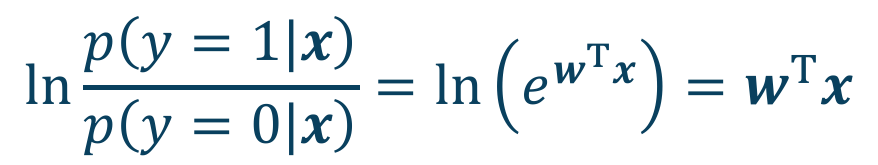 ln p(y = 1|x) / p(y = 0|x) = ln(e^{w^T x}) = w^T x